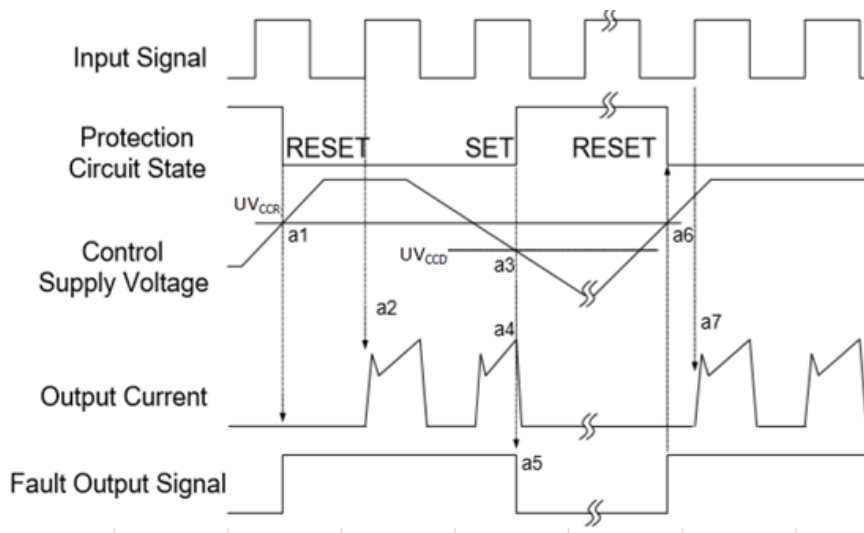 Input Signal
Protection
Circuit State
RESET
SET
RESET
UVCCR
a1
a6
Control
Supply Voltage
UVCCD
a3
a2
a4
a7
Output Current
a5
Fault Output Signal